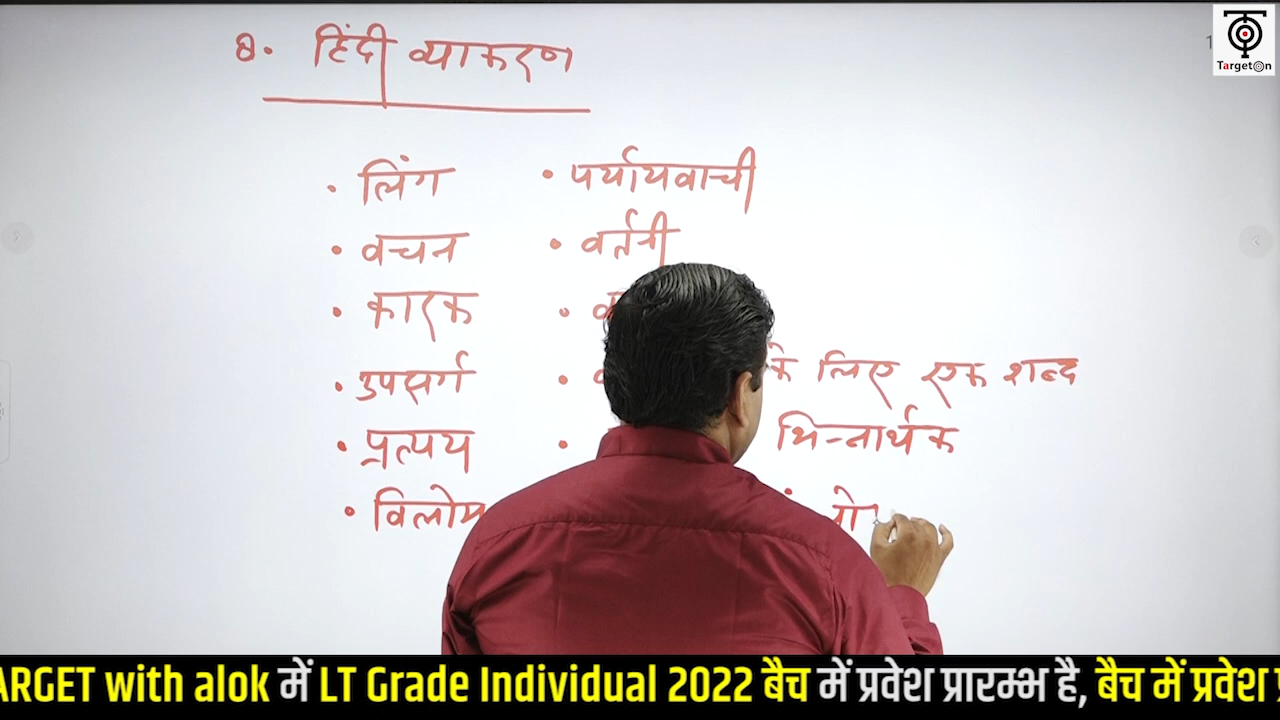 8. हिंदी व्याकरण
TargetOn
• लिंग • पर्यायवाची
• वचन • वर्तनी
• कारक •
• उपसर्ग • के लिए एक शब्द
• प्रत्यय • भिन्नार्थक
• विलोम
ARGET with alok में LT Grade Individual 2022 बैच में प्रवेश प्रारम्भ है, बैच में प्रवेश